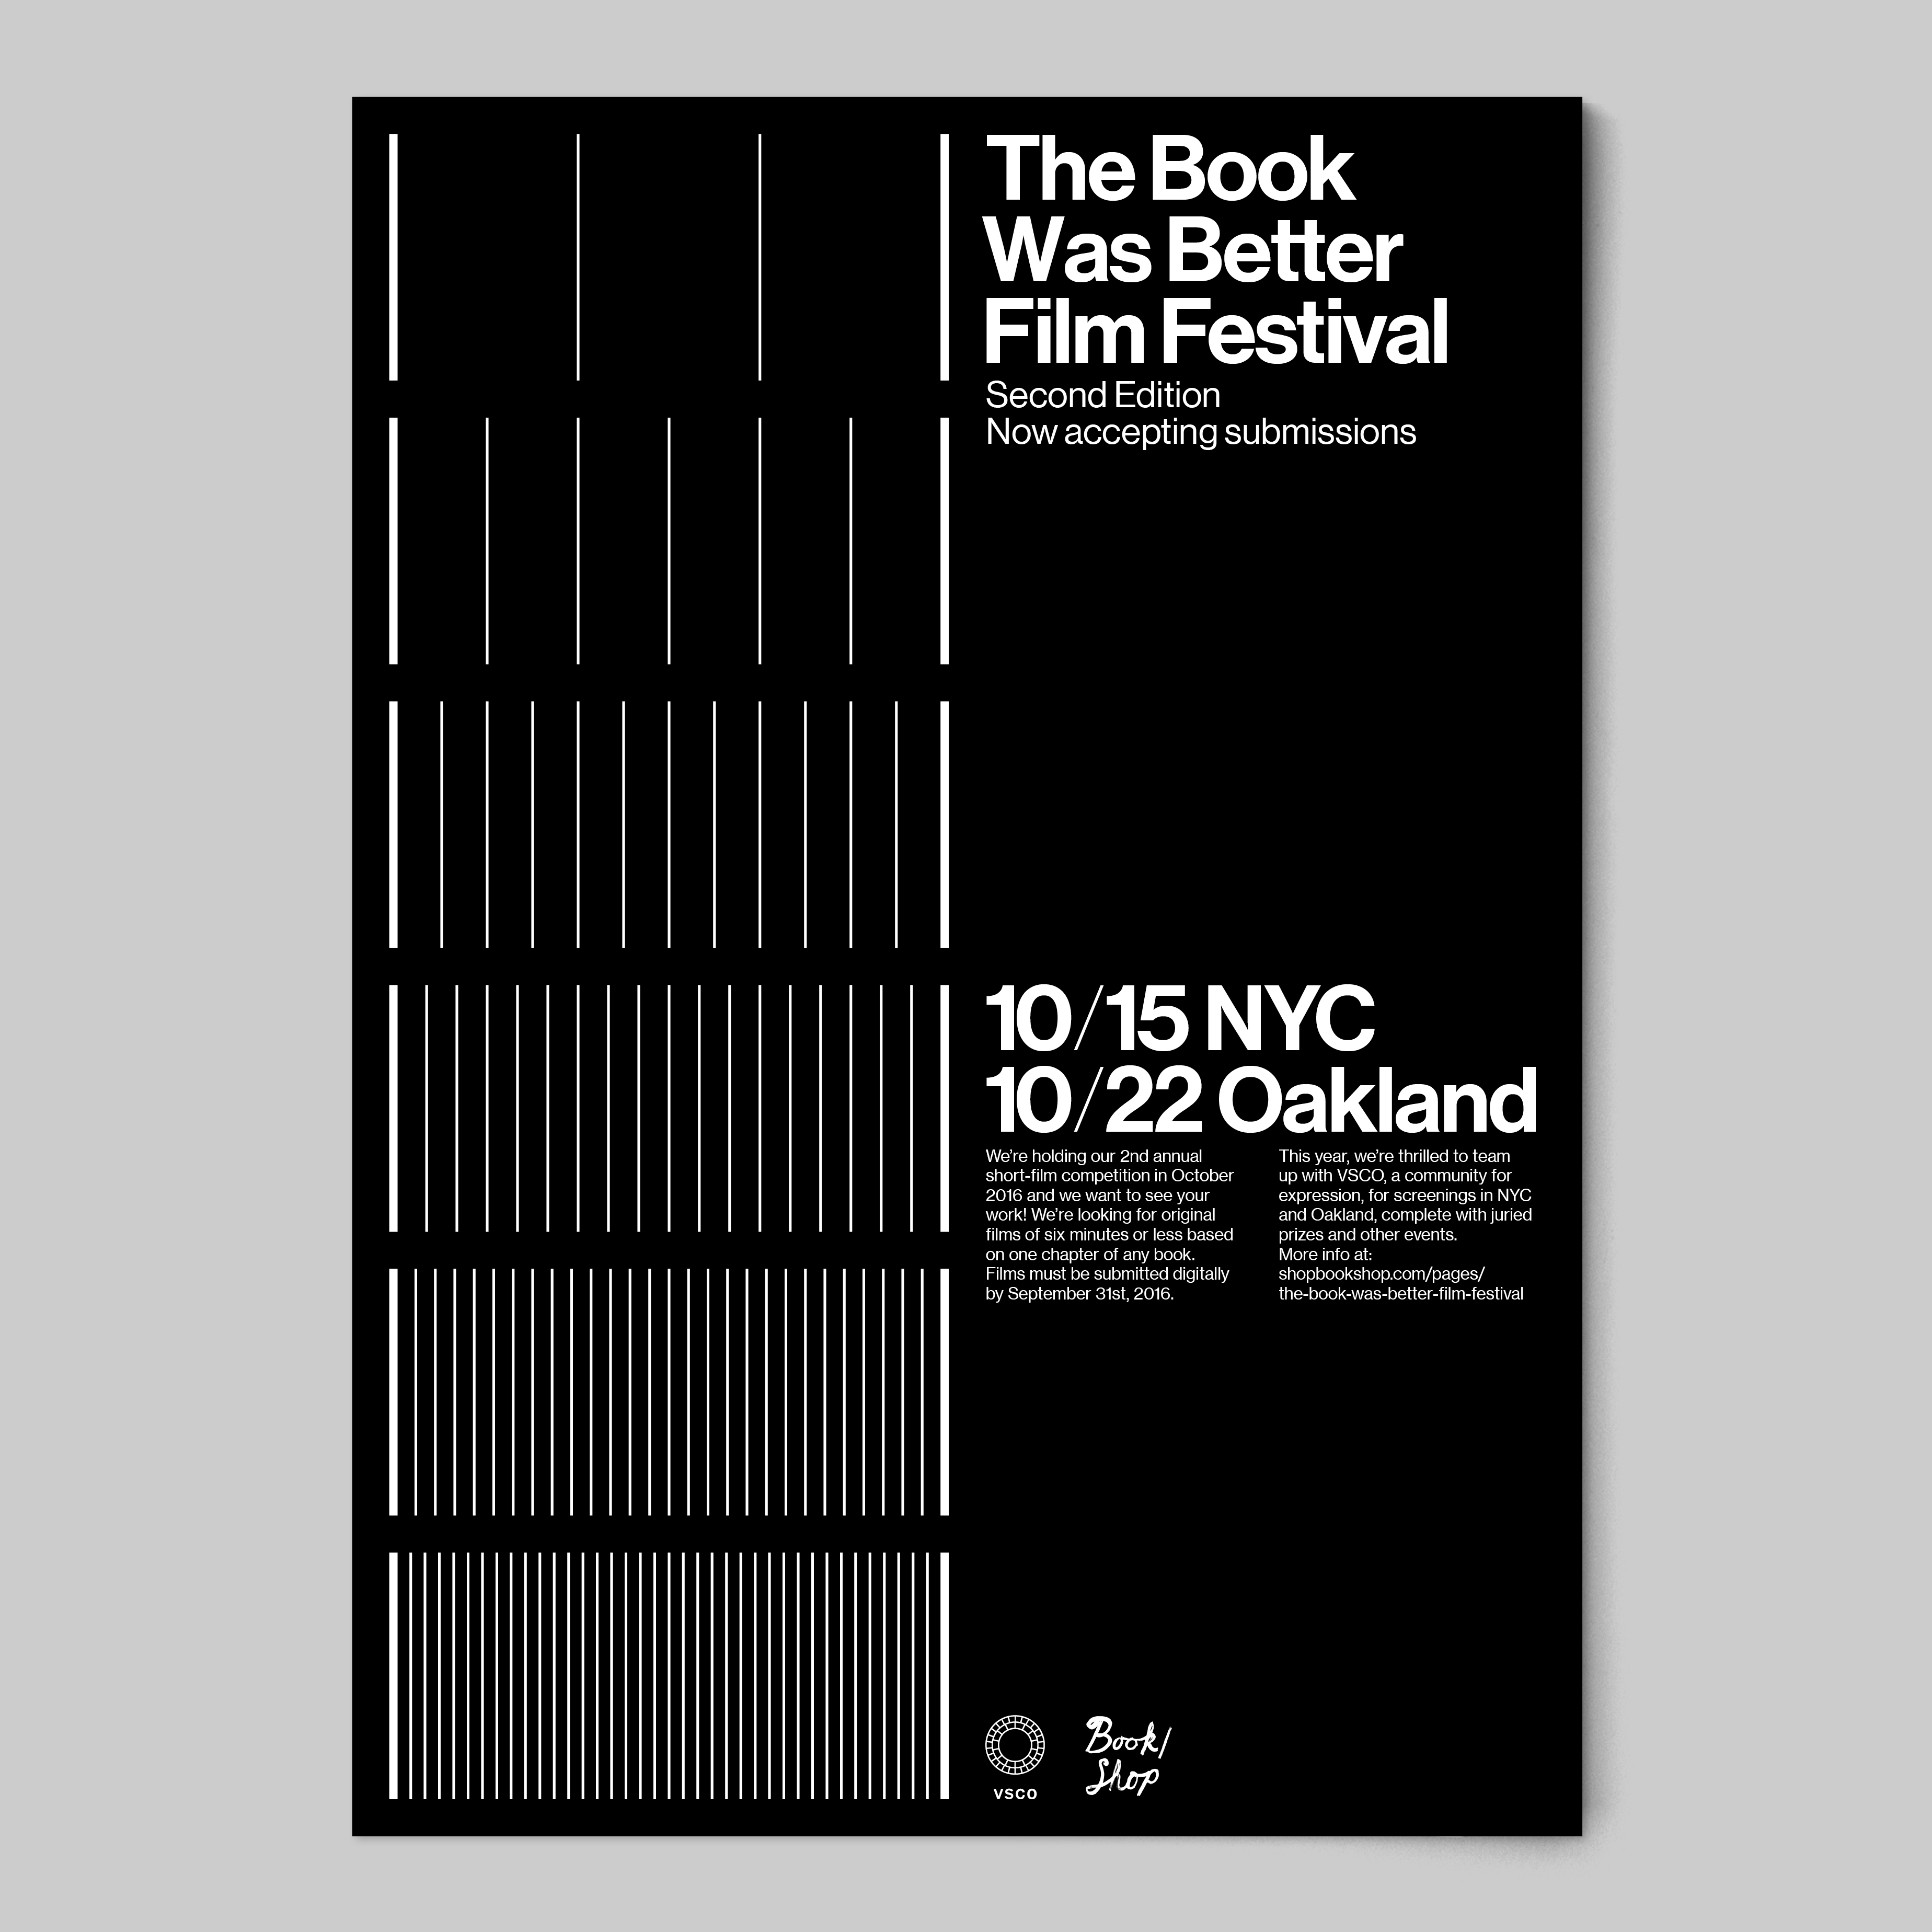 The Book
Was Better
Film Festival
Second Edition
Now accepting submissions
10/15 NYC
10/22 Oakland
We’re holding our 2nd annual
short-film competition in October
2016 and we want to see your
work! We’re looking for original
films of six minutes or less based
on one chapter of any book.
Films must be submitted digitally
by September 31st, 2016.
This year, we’re thrilled to team
up with VSCO, a community for
expression, for screenings in NYC
and Oakland, complete with juried
prizes and other events.
More info at:
shopbookshop.com/pages/
the-book-was-better-film-festival
VSCO
Book/
Shop